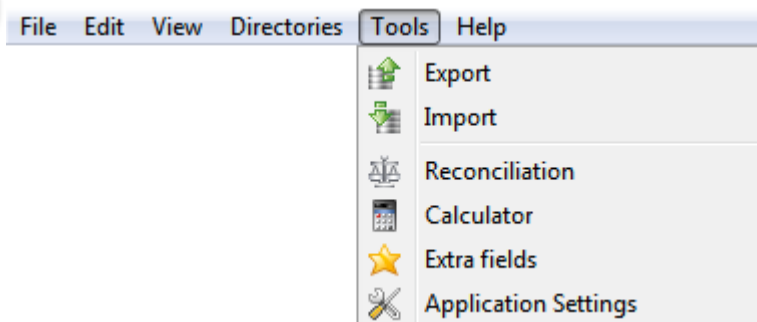 File Edit View Directories Tools Help
Export
Import
Reconciliation
Calculator
Extra fields
Application Settings